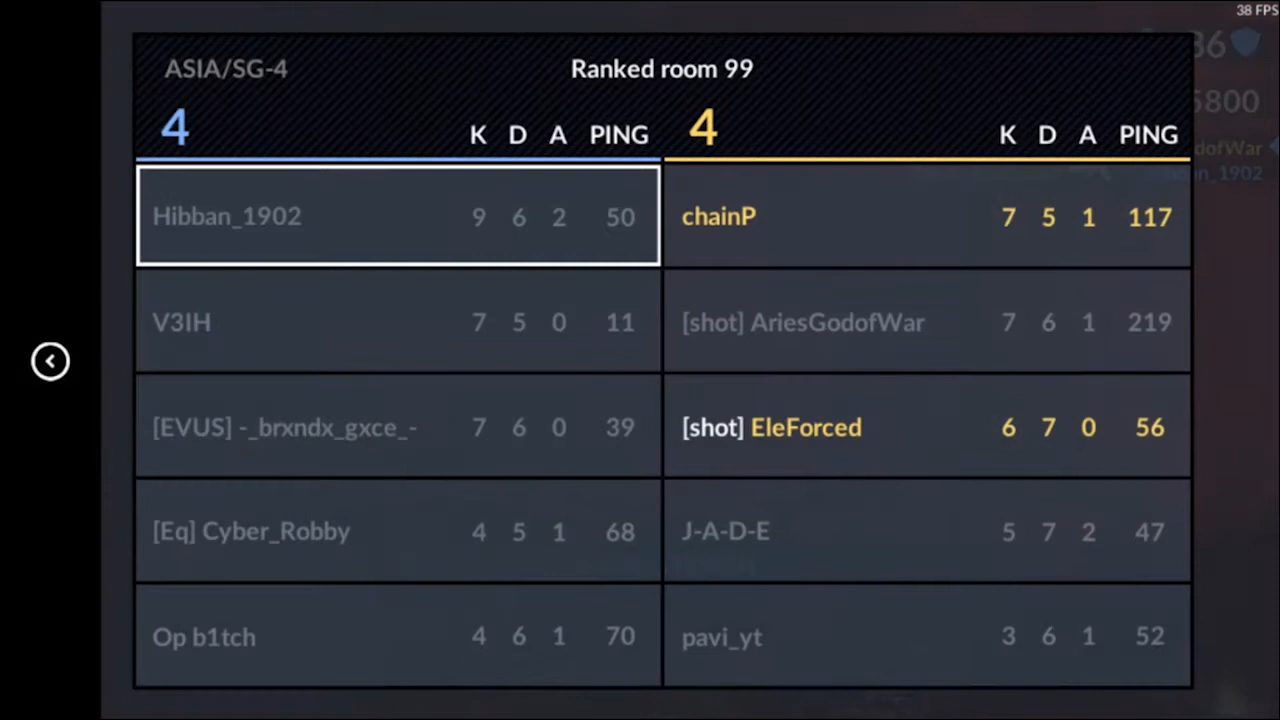 38 FPS
ASIA/SG-4 Ranked room 99
4 K D A PING 4 K D A PING
Hibban_1902 9 6 2 50 chainP 7 5 1 117
V3IH 7 5 0 11 [shot] AriesGodofWar 7 6 1 219
[EVUS] -_brxndx_gxce_- 7 6 0 39 [shot] EleForced 6 7 0 56
[Eq] Cyber_Robby 4 5 1 68 J-A-D-E 5 7 2 47
Op b1tch 4 6 1 70 pavi_yt 3 6 1 52